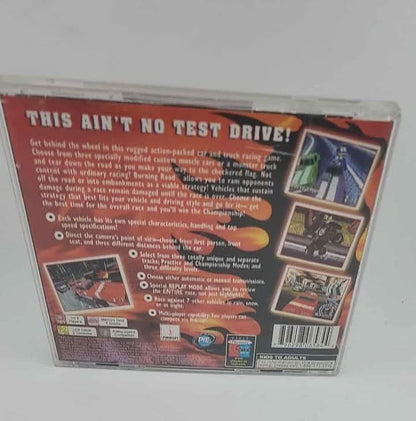 THIS AIN'T NO TEST DRIVE!
Get behind the wheel in this rugged action-packed car and truck racing game.
Choose from three specially modified custom muscle cars or a monster truck
and tear down the road as you make your way to the checkered flag. Not
content with ordinary racing? Burning Road allows you to ram opponents
off the road or into embankments as a viable strategy! Vehicles that sustain
damage during a race remain damaged until the race is over. Choose the
strategy that best fits your vehicle and driving style and go for it— get
the best time for the overall race and you'll win the Championship!
Each vehicle has its own special characteristics, handling and top
speed specifications!
Direct the camera's point of view—choose from first person, front
seat, and three different distances behind the car.
Select from three totally unique and separate
tracks; Practice and Championship Modes; and
three difficulty levels.
Choose either automatic or manual transmissions.
Special REPLAY MODE allows you to review
the ENTIRE race, not just highlights!
Race against 7 other vehicles in rain, snow,
or at night.
Multi-player capability: Two players can
compete via
KIDS TO ADULTS